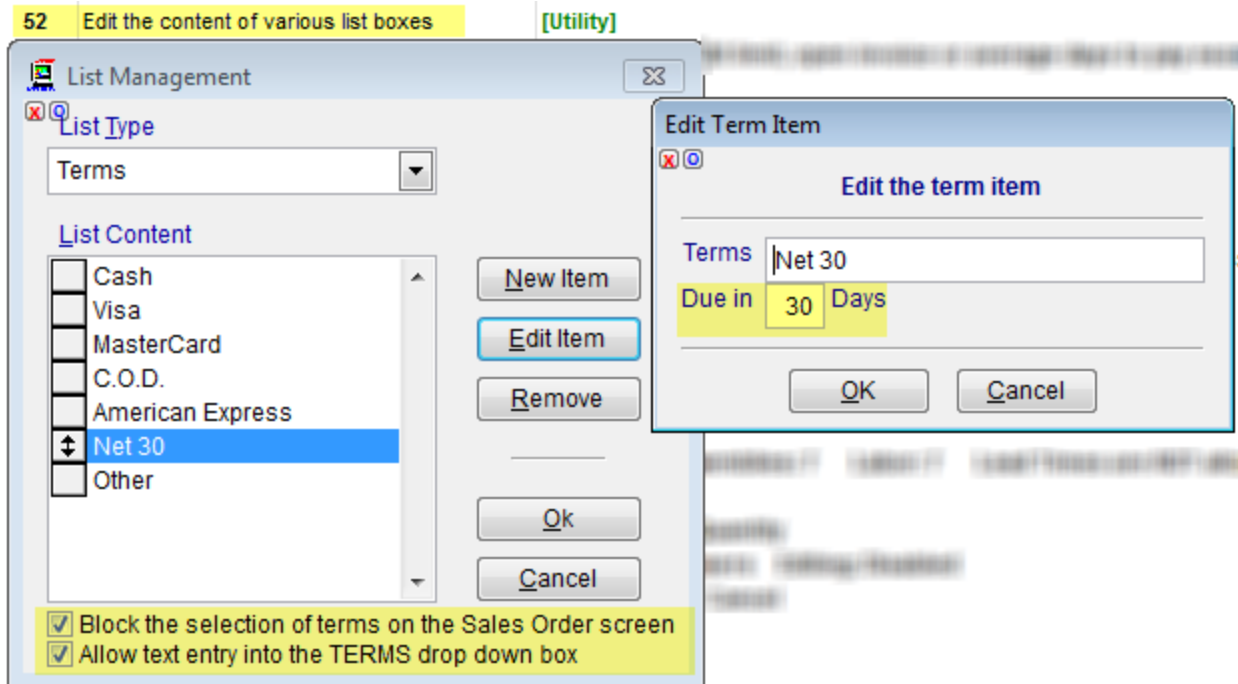 52 Edit the content of various list boxes [Utility]
List Management
X O
List Type
Terms
List Content
Cash
Visa
MasterCard
C.O.D.
American Express
Net 30
Other
New Item
Edit Item
Remove
Ok
Cancel
Block the selection of terms on the Sales Order screen
Allow text entry into the TERMS drop down box
Edit Term Item
X O
Edit the term item
Terms Net 30
Due in 30 Days
OK Cancel